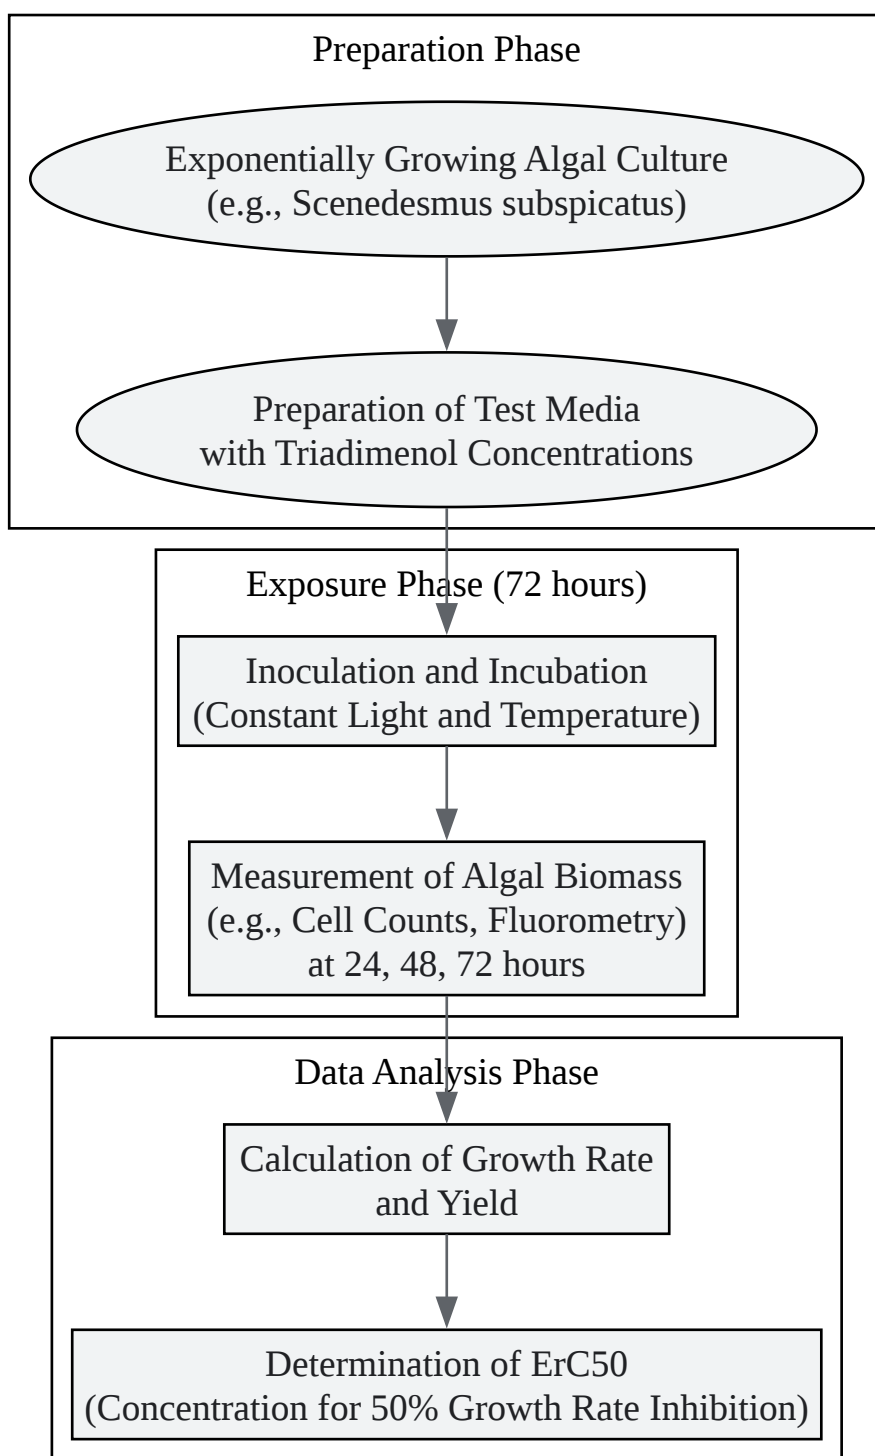 Preparation Phase
Exponentially Growing Algal Culture
(e.g., Scenedesmus subspicatus)
Preparation of Test Media
with Triadimenol Concentrations
Exposure Phase (72 hours)
Inoculation and Incubation
(Constant Light and Temperature)
Measurement of Algal Biomass
(e.g., Cell Counts, Fluorometry)
at 24, 48, 72 hours
Data Analysis Phase
Calculation of Growth Rate
and Yield
Determination of ErC50
(Concentration for 50% Growth Rate Inhibition)